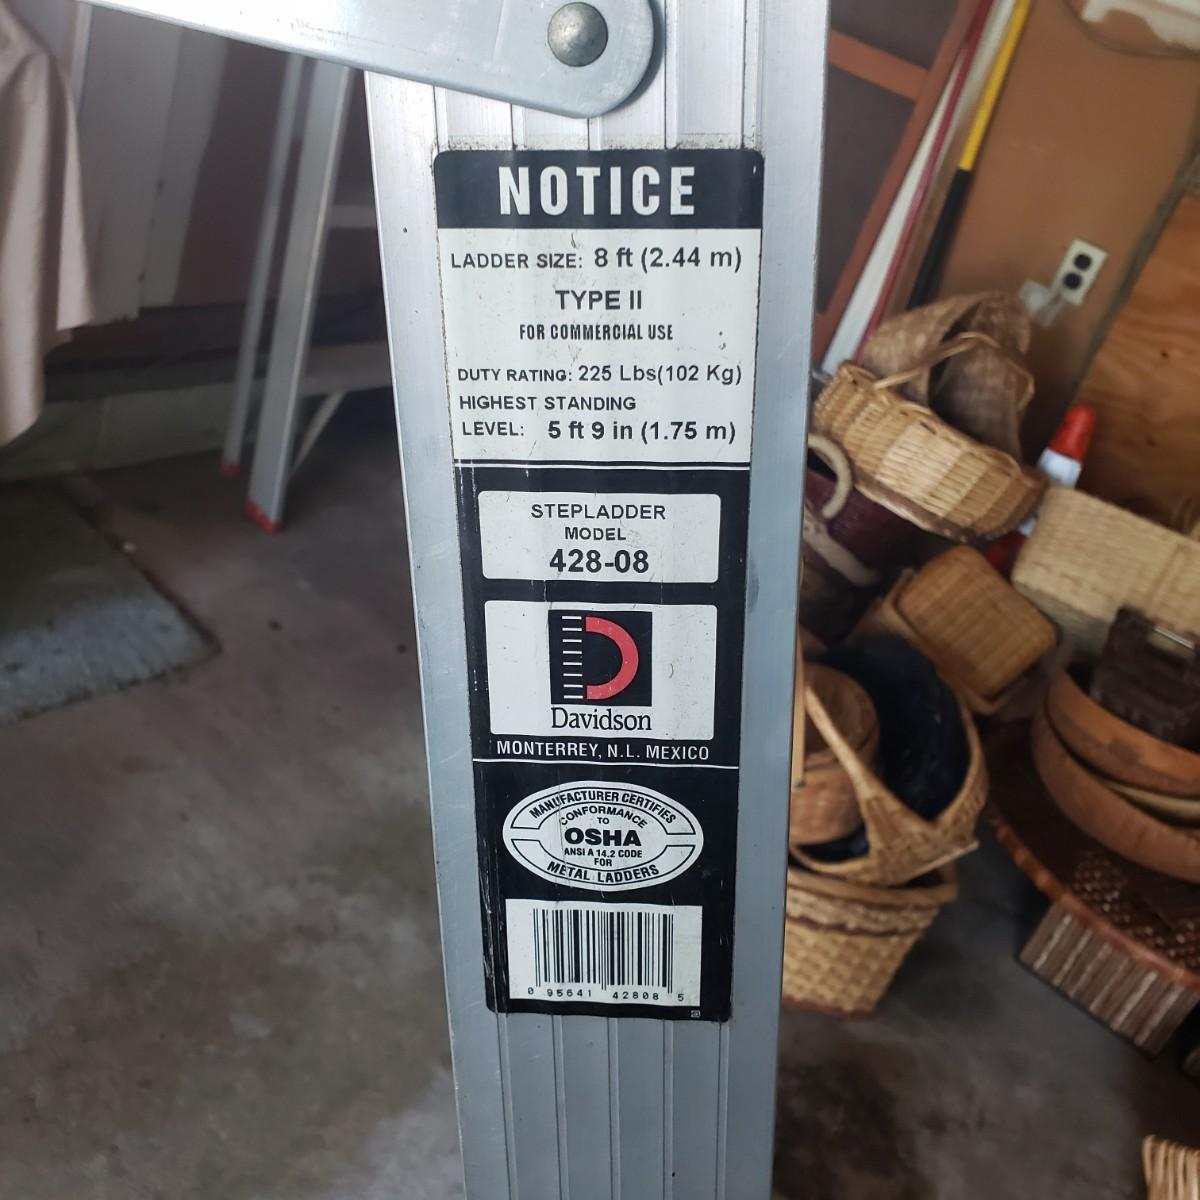 NOTICE
LADDER SIZE: 8 ft (2.44 m)
TYPE II
FOR COMMERCIAL USE
DUTY RATING: 225 Lbs(102 Kg)
HIGHEST STANDING
LEVEL: 5 ft 9 in (1.75 m)
STEPLADDER
MODEL
428-08
Davidson
MONTERREY, N.L. MEXICO
MANUFACTURER CERTIFIES
CONFORMANCE
TO
OSHA
ANSI A 14.2 CODE
FOR
METAL LADDERS
0 95641 42808 5